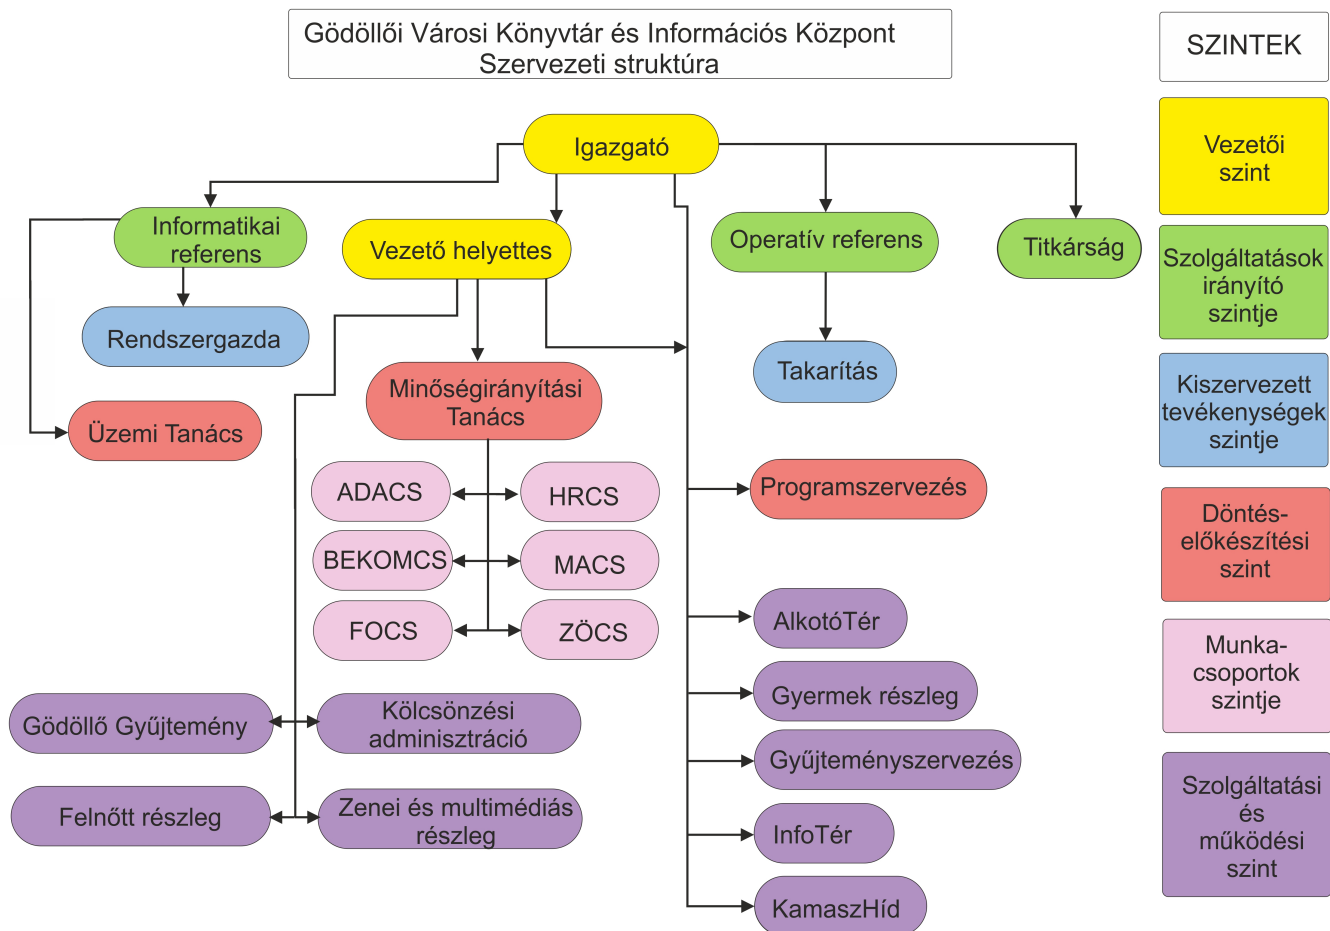 Gödöllői Városi Könyvtár és Információs Központ
Szervezeti struktúra
SZINTEK
Igazgató
Vezetői
szint
Informatikai
referens
Vezető helyettes
Operatív referens
Titkárság
Szolgáltatások
irányító
szintje
Rendszergazda
Takarítás
Kiszervezett
tevékenységek
szintje
Minőségirányítási
Tanács
Üzemi Tanács
ADACS
HRCS
Programszervezés
Döntés-
előkészítési
szint
BEKOMCS
MACS
FOCS
ZÖCS
AlkotóTér
Munka-
csoportok
szintje
Gyermek részleg
Gödöllő Gyűjtemény
Kölcsönzési
adminisztráció
Gyűjteményszervezés
Felnőtt részleg
Zenei és multimédiás
részleg
InfoTér
KamaszHíd
Szolgáltatási
és
működési
szint